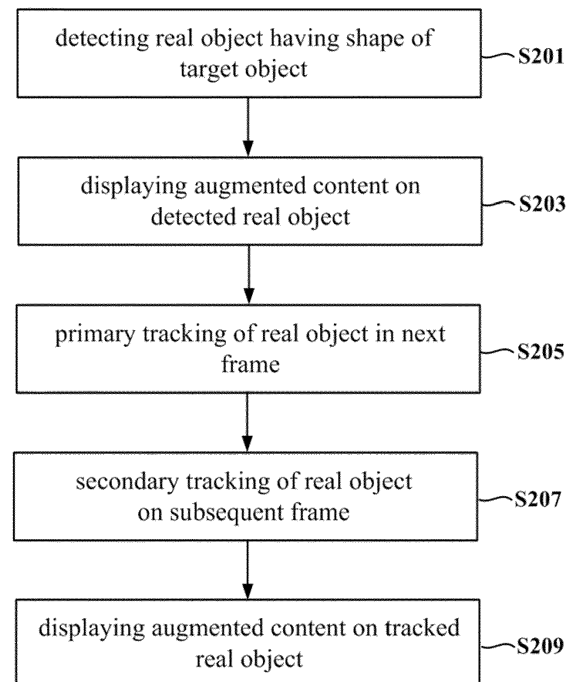 detecting real object having shape of
target object
S201
displaying augmented content on
detected real object
S203
primary tracking of real object in next
frame
S205
secondary tracking of real object
on subsequent frame
S207
displaying augmented content on tracked
real object
S209